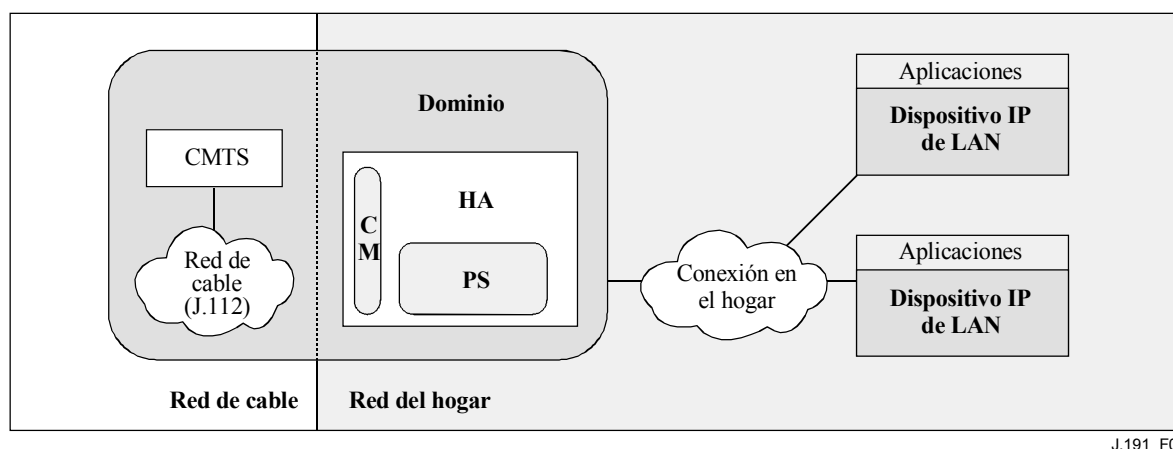 Aplicaciones
Dispositivo IP
de LAN
Dominio
CMTS
HA
C
M
PS
Red de
cable
(J.112)
Conexión en
el hogar
Aplicaciones
Dispositivo IP
de LAN
Red de cable
Red del hogar